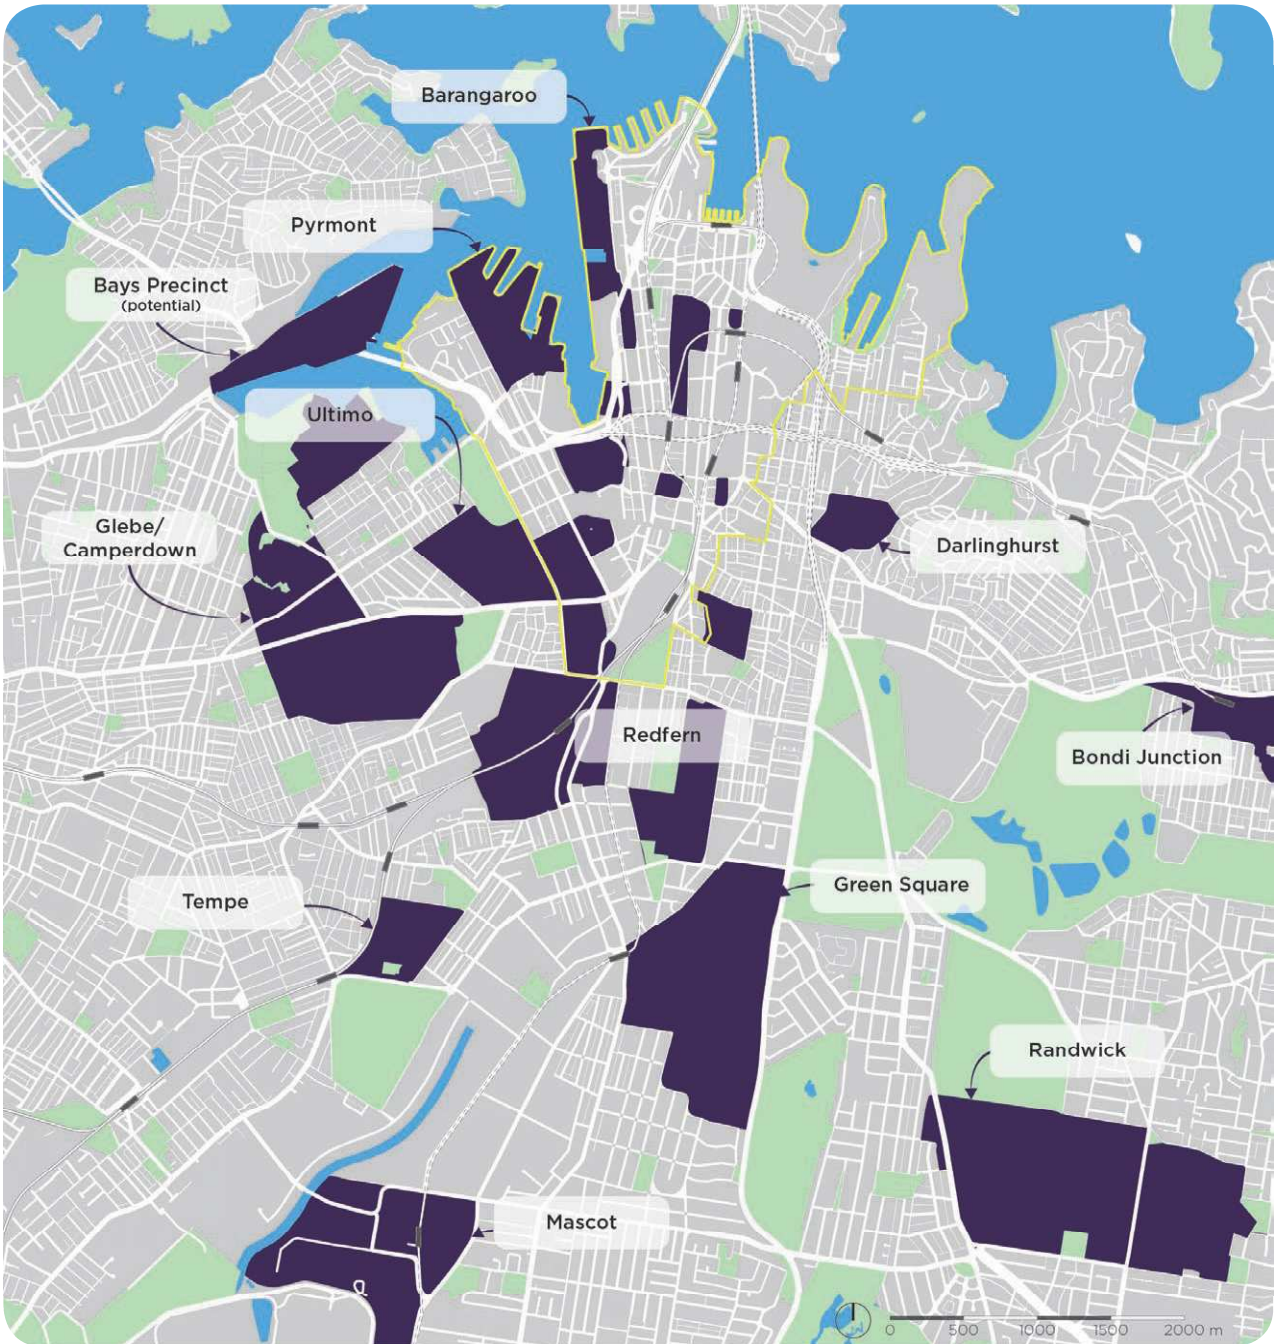 Barangaroo
Pyrmont
Bays Precinct
(potential)
Ultimo
Glebe/
Camperdown
Darlinghurst
Redfern
Bondi Junction
Green Square
Tempe
Randwick
Mascot
0 500 1000 1500 2000 m